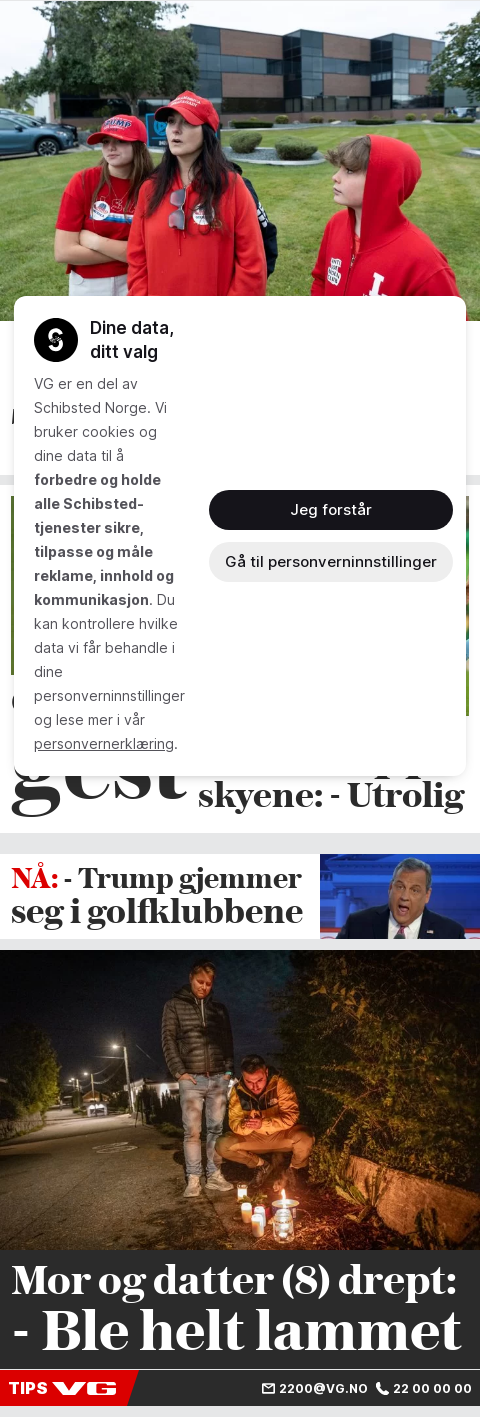 Dine data,
ditt valg
VG er en del av
Schibsted Norge. Vi
bruker cookies og
dine data til å
forbedre og holde
alle Schibsted-
tjenester sikre,
tilpasse og måle
reklame, innhold og
kommunikasjon. Du
kan kontrollere hvilke
data vi får behandle i
dine
personverninnstillinger
og lese mer i vår
personvernerklæring.
Jeg forstår
Gå til personverninnstillinger
gest
skyene: - Utrolig
NÅ: - Trump gjemmer
seg i golfklubbene
Mor og datter (8) drept:
- Ble helt lammet
TIPS VG
2200@VG.NO
22 00 00 00